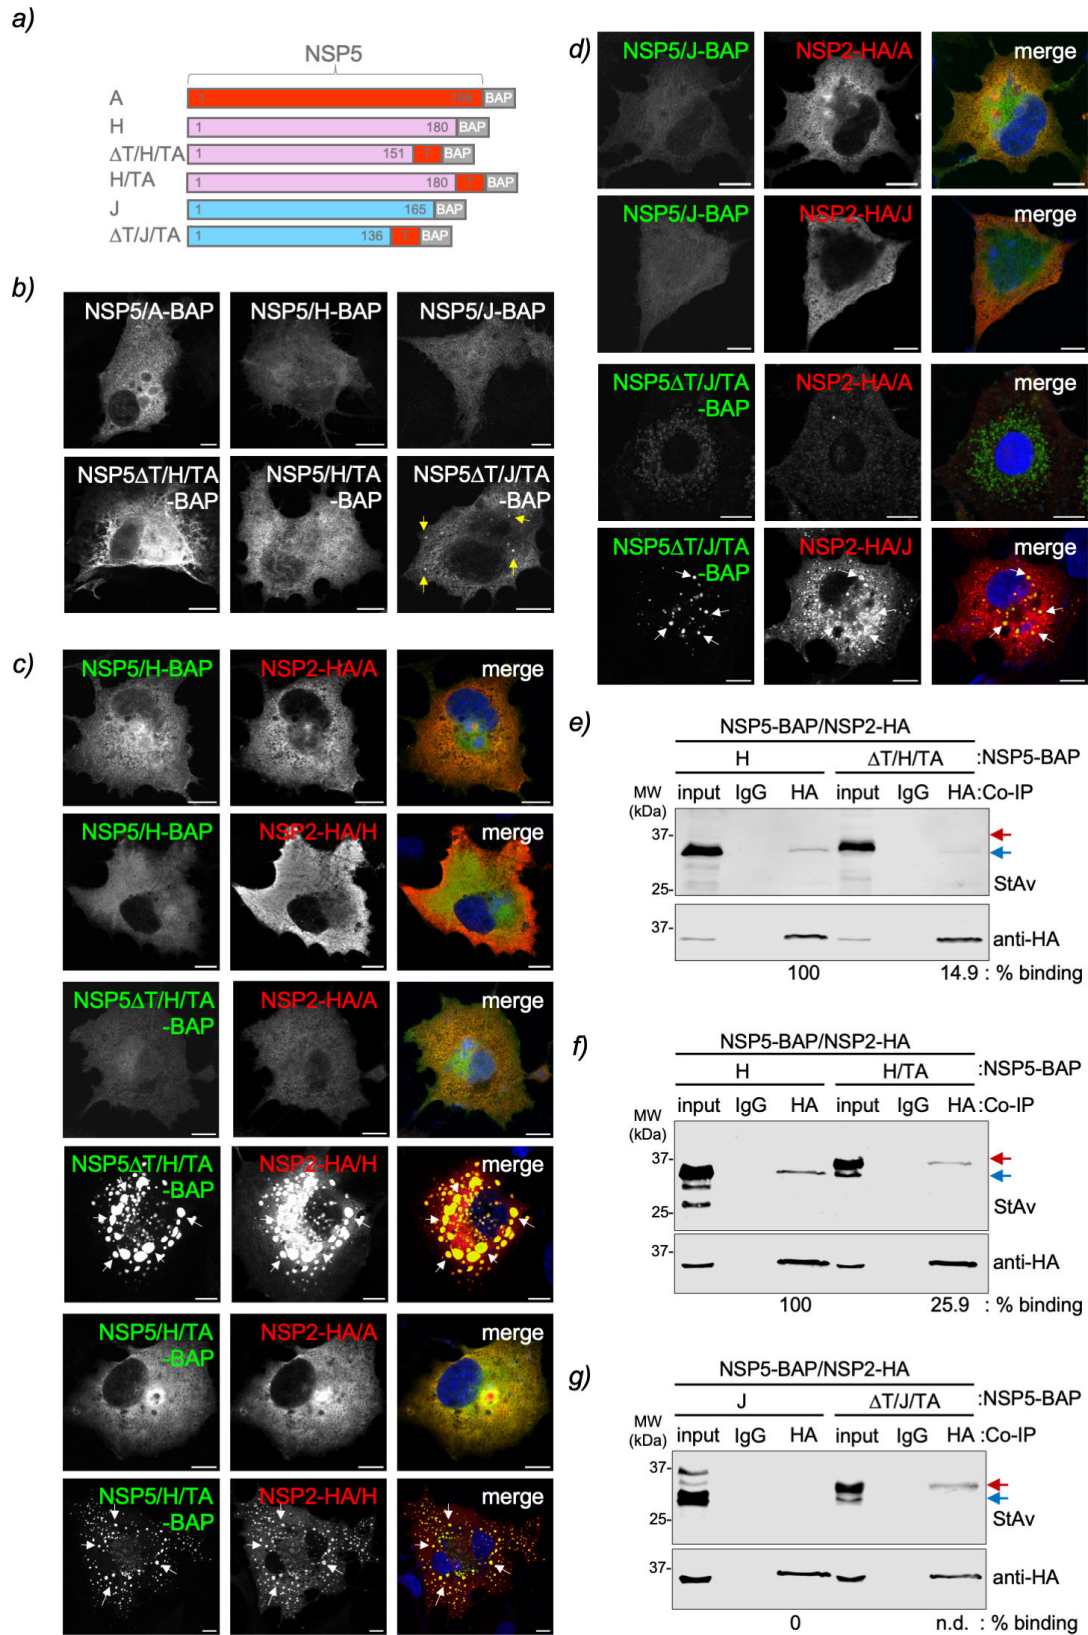 a)
NSP5
A 1 198 BAP
H 1 180 BAP
ΔT/H/TA 1 151 T BAP
H/TA 1 180 T BAP
J 1 165 BAP
ΔT/J/TA 1 136 T BAP
b)
NSP5/A-BAP NSP5/H-BAP NSP5/J-BAP
NSP5ΔT/H/TA NSP5/H/TA NSP5ΔT/J/TA
-BAP -BAP -BAP
c)
NSP5/H-BAP NSP2-HA/A merge
NSP5/H-BAP NSP2-HA/H merge
NSP5ΔT/H/TA NSP2-HA/A merge
-BAP
NSP5ΔT/H/TA NSP2-HA/H merge
-BAP
NSP5/H/TA NSP2-HA/A merge
-BAP
NSP5/H/TA NSP2-HA/H merge
-BAP
d)
NSP5/J-BAP NSP2-HA/A merge
NSP5/J-BAP NSP2-HA/J merge
NSP5ΔT/J/TA NSP2-HA/A merge
-BAP
NSP5ΔT/J/TA NSP2-HA/J merge
-BAP
e)
NSP5-BAP/NSP2-HA
H ΔT/H/TA :NSP5-BAP
MW input IgG HA input IgG HA :Co-IP
(kDa)
37-
25- StAv
37-
anti-HA
100 14.9 : % binding
f)
NSP5-BAP/NSP2-HA
H H/TA :NSP5-BAP
MW input IgG HA input IgG HA :Co-IP
(kDa)
37-
25- StAv
37-
anti-HA
100 25.9 : % binding
g)
NSP5-BAP/NSP2-HA
J ΔT/J/TA :NSP5-BAP
MW input IgG HA input IgG HA :Co-IP
(kDa)
37-
25- StAv
37-
anti-HA
0 n.d. : % binding